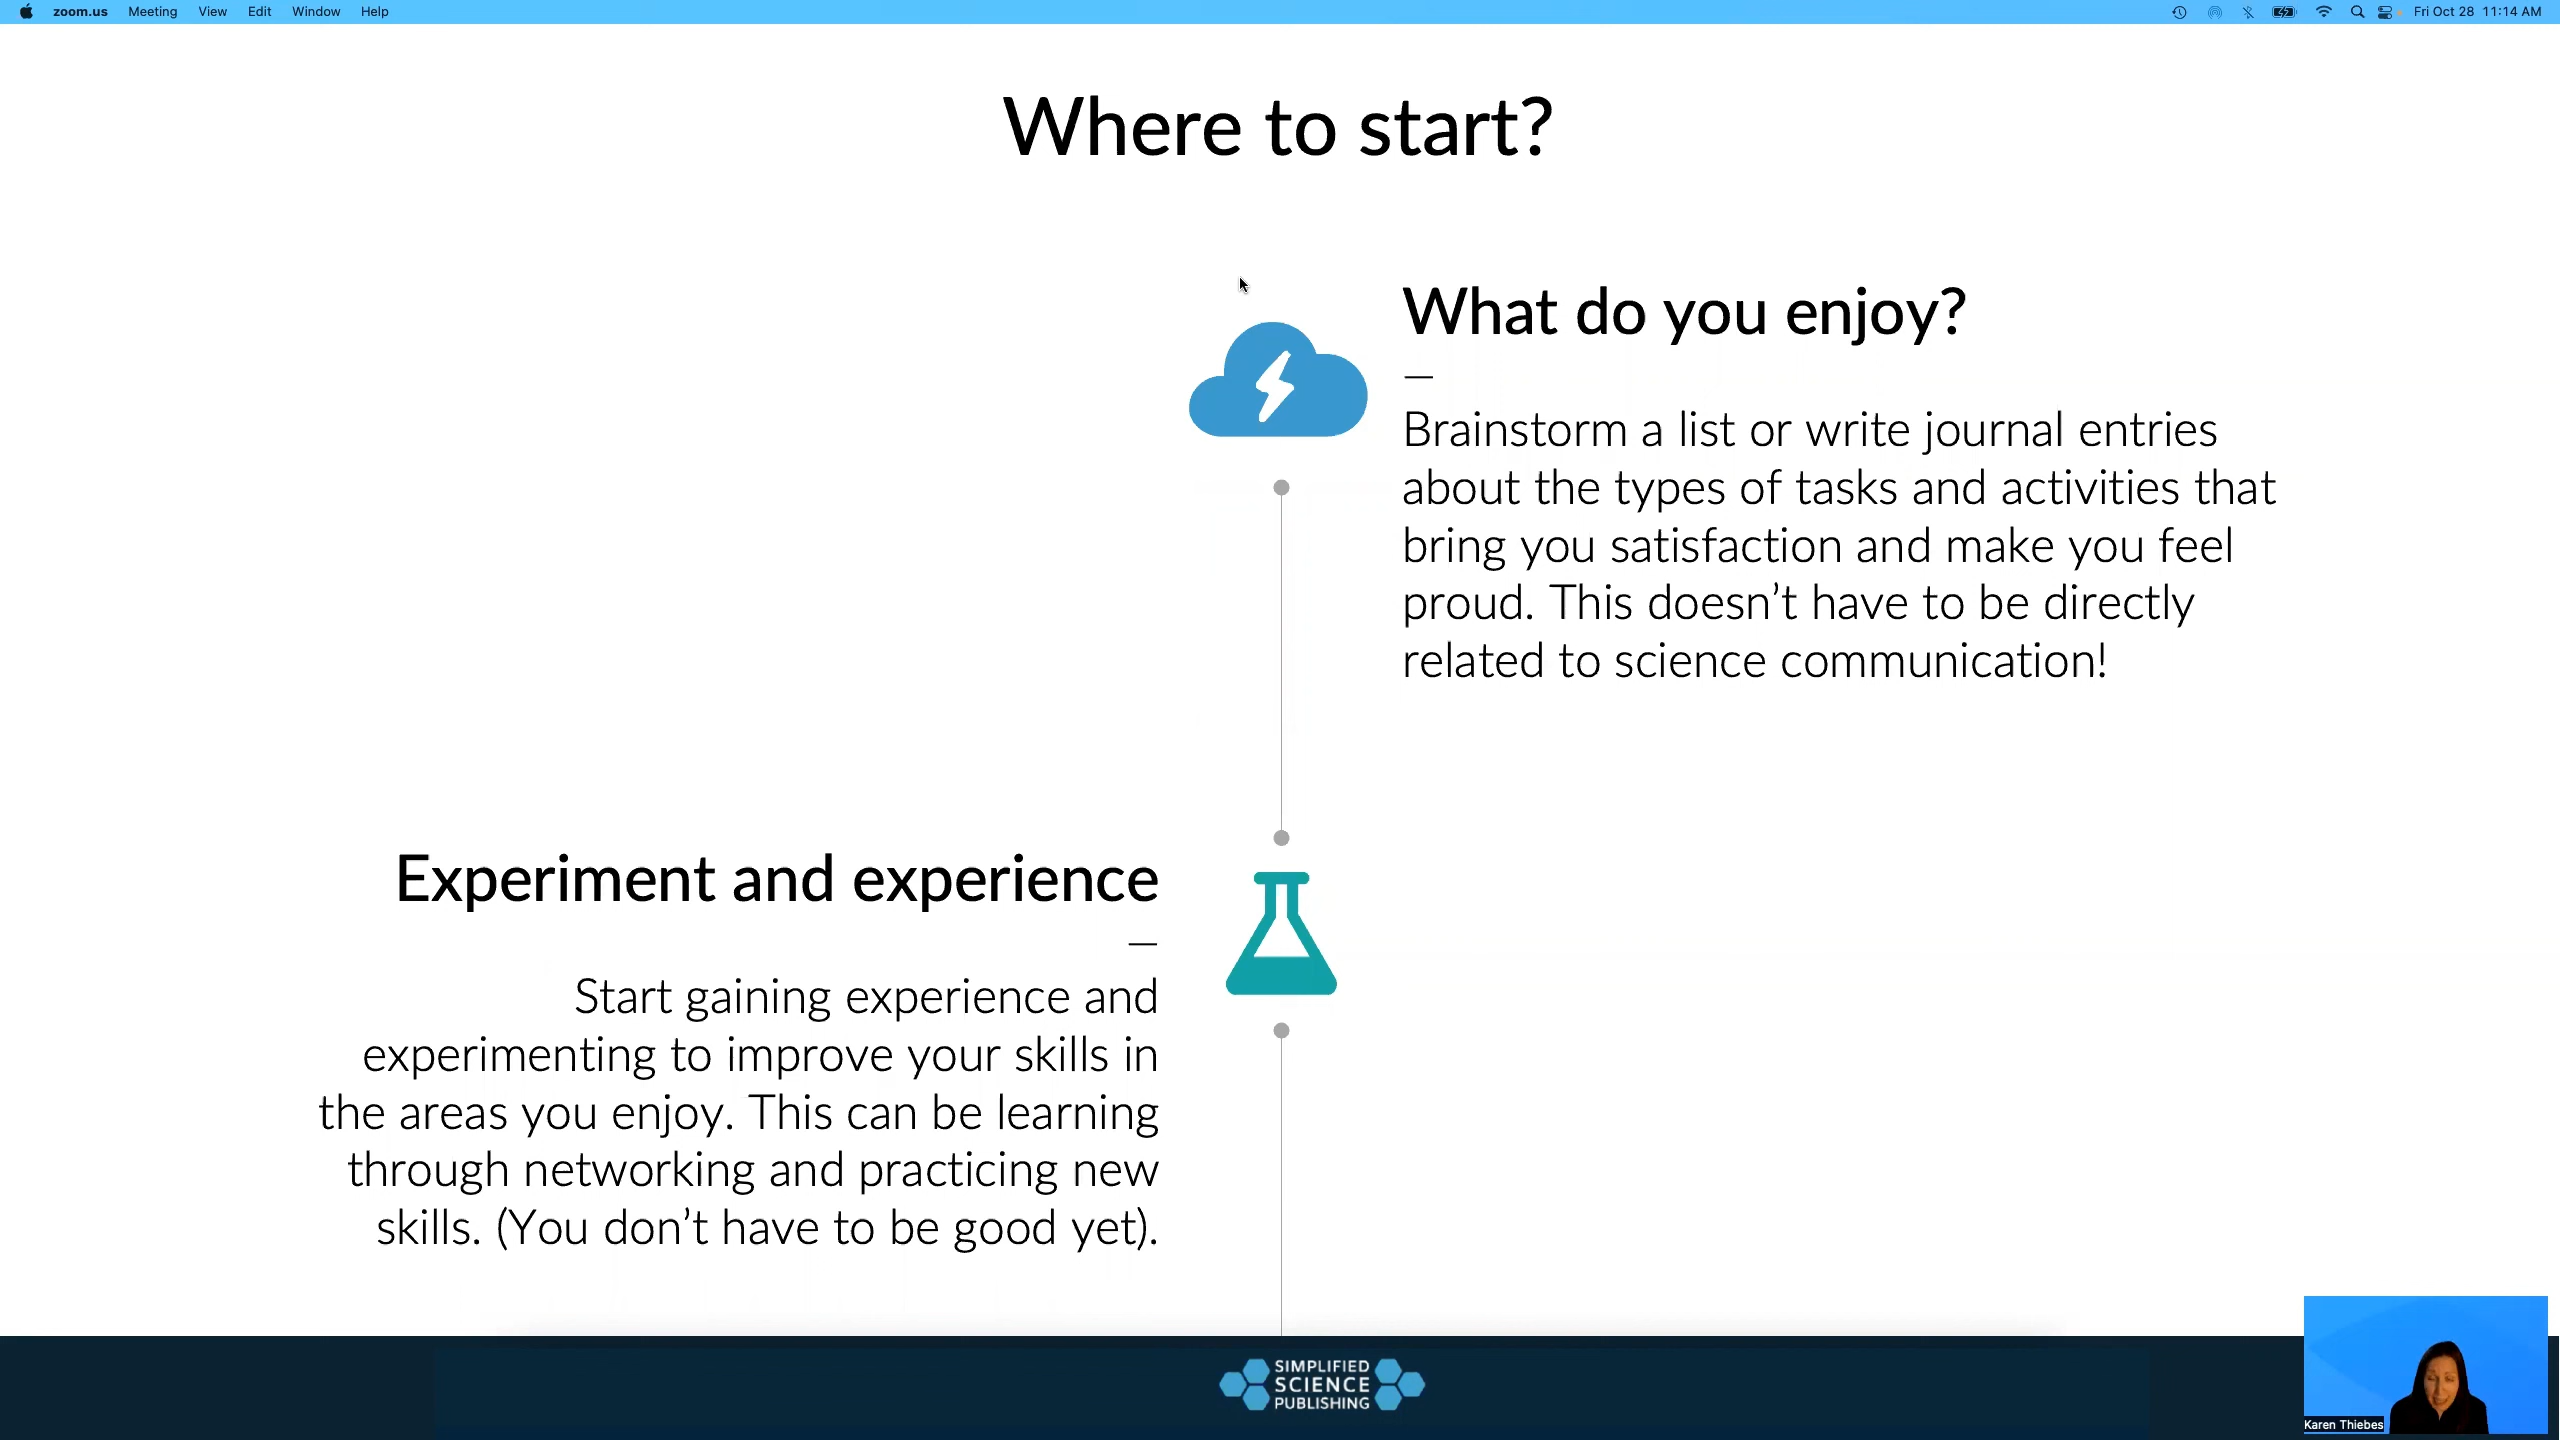 zoom.us Meeting View Edit Window Help
Fri Oct 28 11:14 AM
Where to start?
What do you enjoy?
Brainstorm a list or write journal entries
about the types of tasks and activities that
bring you satisfaction and make you feel
proud. This doesn’t have to be directly
related to science communication!
Experiment and experience
Start gaining experience and
experimenting to improve your skills in
the areas you enjoy. This can be learning
through networking and practicing new
skills. (You don’t have to be good yet).
SIMPLIFIED
SCIENCE
PUBLISHING
Karen Thiebes